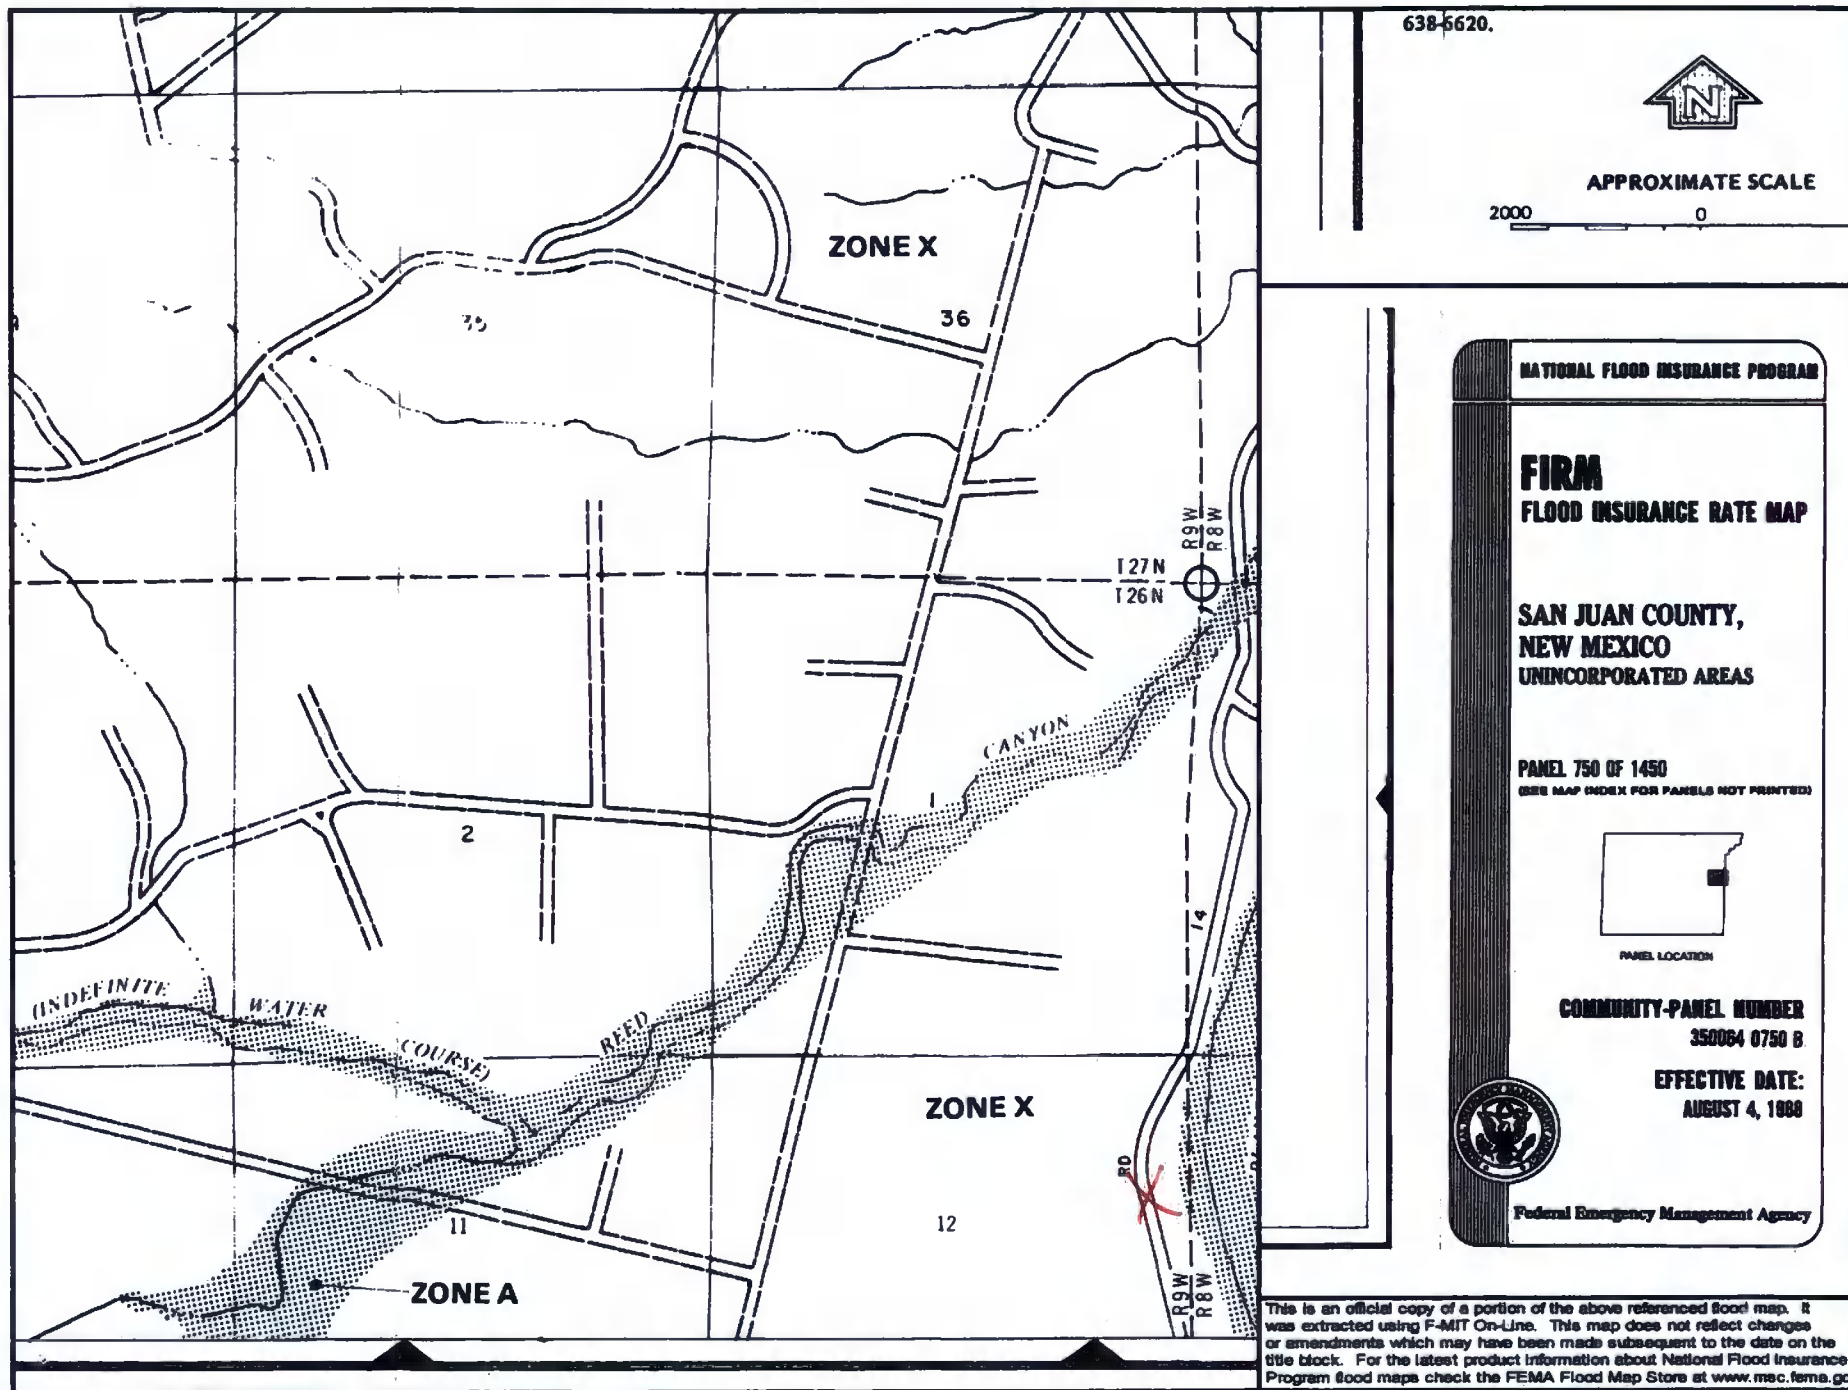 638-6620.
N
APPROXIMATE SCALE
2000 0
ZONE X
35
36
R9W
R8W
T27N
T26N
CANYON
1
2
14
(INDEFINITE WATER COURSE)
REED
ZONE X
RD
11
12
ZONE A
R9W
R8W
NATIONAL FLOOD INSURANCE PROGRAM
FIRM
FLOOD INSURANCE RATE MAP
SAN JUAN COUNTY,
NEW MEXICO
UNINCORPORATED AREAS
PANEL 750 OF 1450
(SEE MAP INDEX FOR PANELS NOT PRINTED)
PANEL LOCATION
COMMUNITY-PANEL NUMBER
350064 0750 B
EFFECTIVE DATE:
AUGUST 4, 1988
Federal Emergency Management Agency
This is an official copy of a portion of the above referenced flood map. It
was extracted using F-MIT On-Line. This map does not reflect changes
or amendments which may have been made subsequent to the date on the
title block. For the latest product information about National Flood Insurance
Program flood maps check the FEMA Flood Map Store at www.msc.fema.g